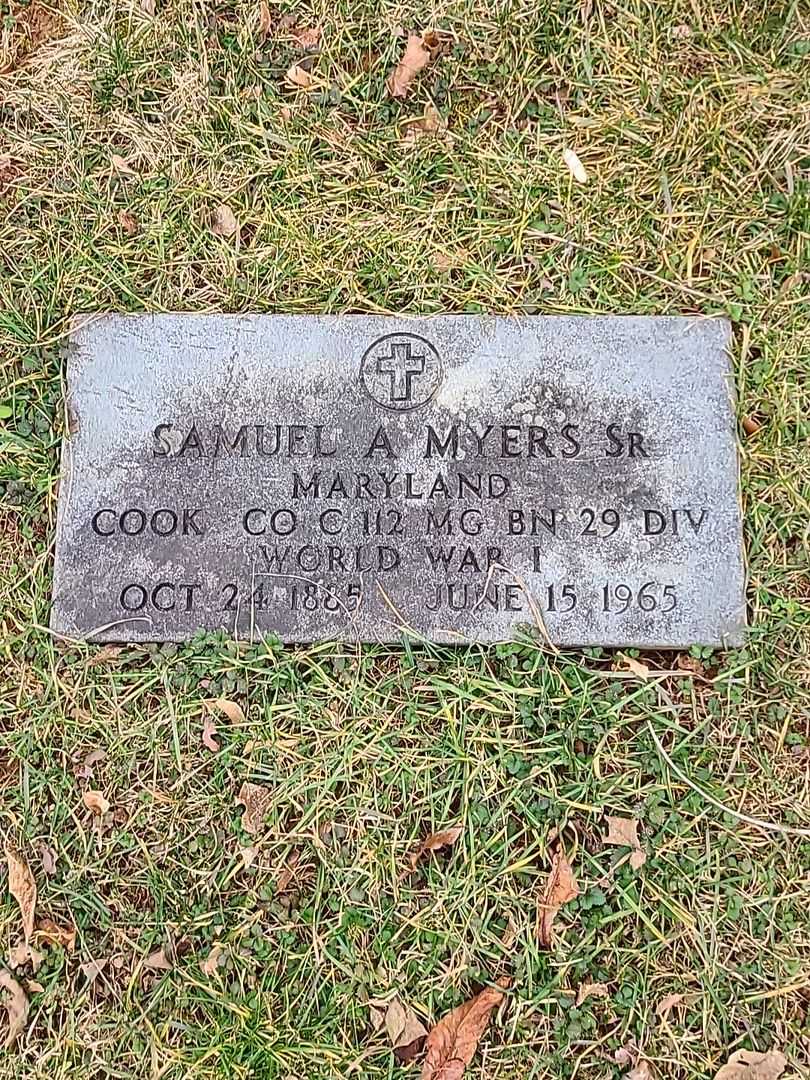 SAMUEL A MYERS SR
MARYLAND
COOK CO C 112 MG BN 29 DIV
WORLD WAR I
OCT 24 1885 JUNE 15 1965